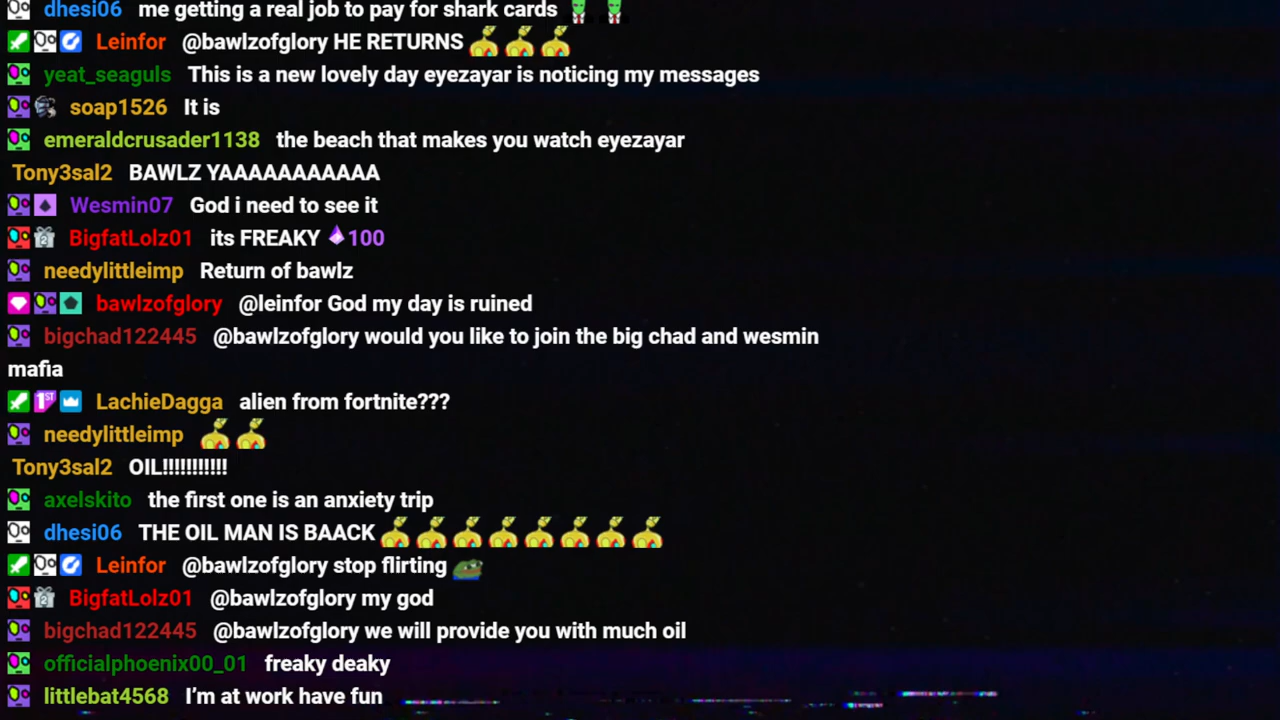 dhesi06 me getting a real job to pay for shark cards
Leinfor @bawlzofglory HE RETURNS
yeat_seaguls This is a new lovely day eyezayar is noticing my messages
soap1526 It is
emeraldcrusader1138 the beach that makes you watch eyezayar
Tony3sal2 BAWLZ YAAAAAAAAAAA
Wesmin07 God i need to see it
BigfatLolz01 its FREAKY 100
needylittleimp Return of bawlz
bawlzofglory @leinfor God my day is ruined
bigchad122445 @bawlzofglory would you like to join the big chad and wesmin
mafia
1ST LachieDagga alien from fortnite???
needylittleimp
Tony3sal2 OIL!!!!!!!!!!!
axelskito the first one is an anxiety trip
dhesi06 THE OIL MAN IS BAACK
Leinfor @bawlzofglory stop flirting
2 BigfatLolz01 @bawlzofglory my god
bigchad122445 @bawlzofglory we will provide you with much oil
officialphoenix00_01 freaky deaky
littlebat4568 I'm at work have fun